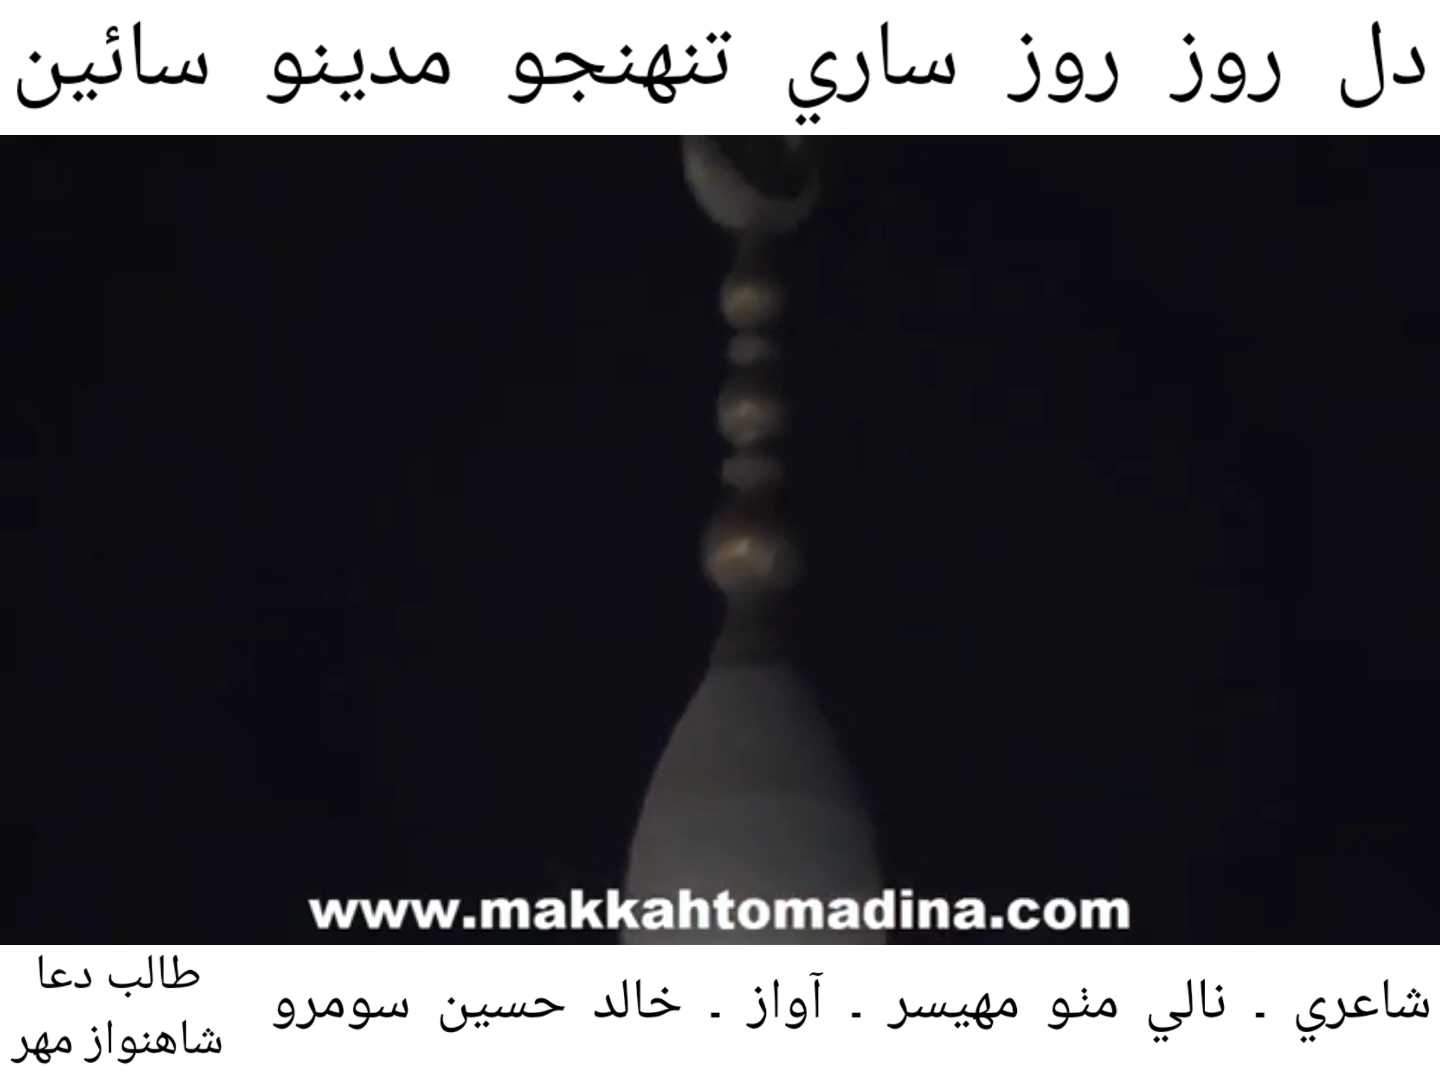 دل روز روز ساري تنهنجو مدينو سائين
www.makkahtomadina.com
شاعري ۔ نالي مٺو مهيسر ۔ آواز ۔ خالد حسين سومرو
طالب دعا
شاهنواز مهر